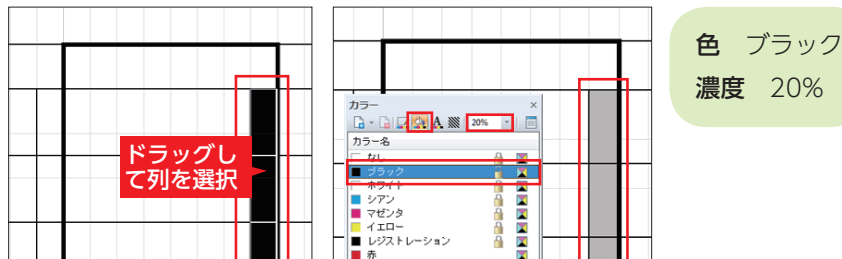 ドラッグし
て列を選択
カラー
20%
カラー名
なし
ブラック
ホワイト
シアン
マゼンタ
イエロー
レジストレーション
赤
色　ブラック
濃度　20%